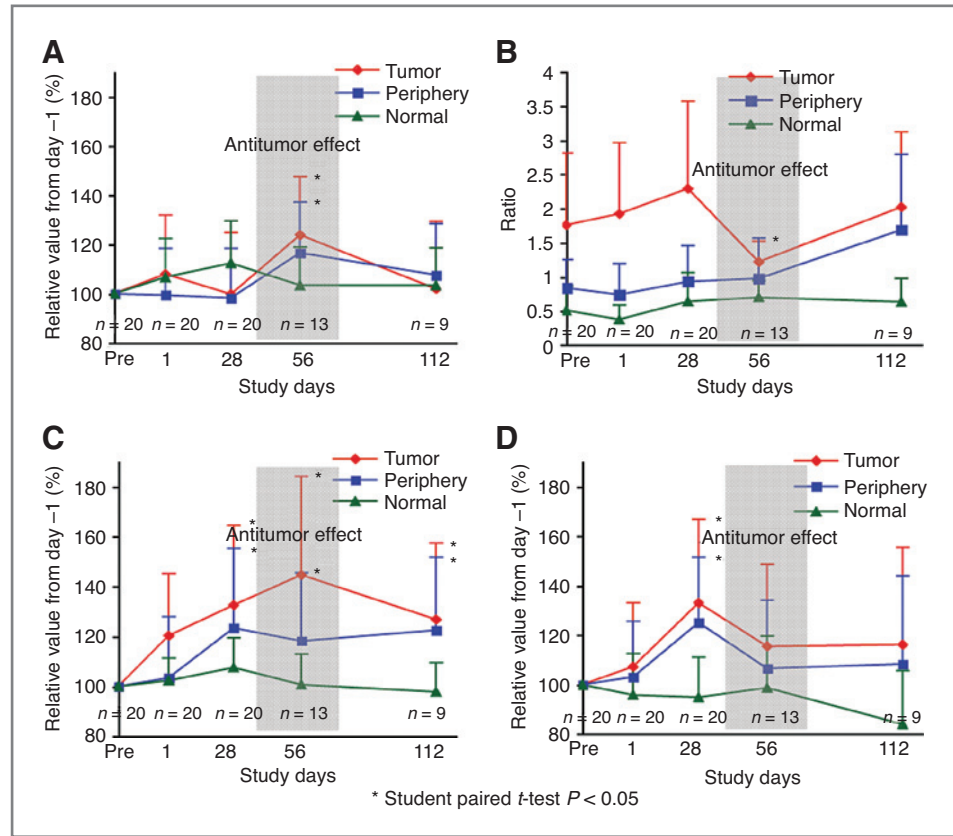 A
Relative value from day –1 (%)
180
160
140
120
100
80
Tumor
Periphery
Normal
Antitumor effect
*
*
n = 20 n = 20 n = 20 n = 13 n = 9
Pre 1 28 56 112
Study days
B
Ratio
4
3.5
3
2.5
2
1.5
1
0.5
0
Tumor
Periphery
Normal
Antitumor effect
*
n = 20 n = 20 n = 20 n = 13 n = 9
Pre 1 28 56 112
Study days
C
Relative value from day –1 (%)
180
160
140
120
100
80
Tumor
Periphery
Normal
Antitumor effect
*
*
*
*
*
*
n = 20 n = 20 n = 20 n = 13 n = 9
Pre 1 28 56 112
Study days
D
Relative value from day –1 (%)
180
160
140
120
100
80
Tumor
Periphery
Normal
Antitumor effect
*
*
n = 20 n = 20 n = 20 n = 13 n = 9
Pre 1 28 56 112
Study days
* Student paired t-test P < 0.05